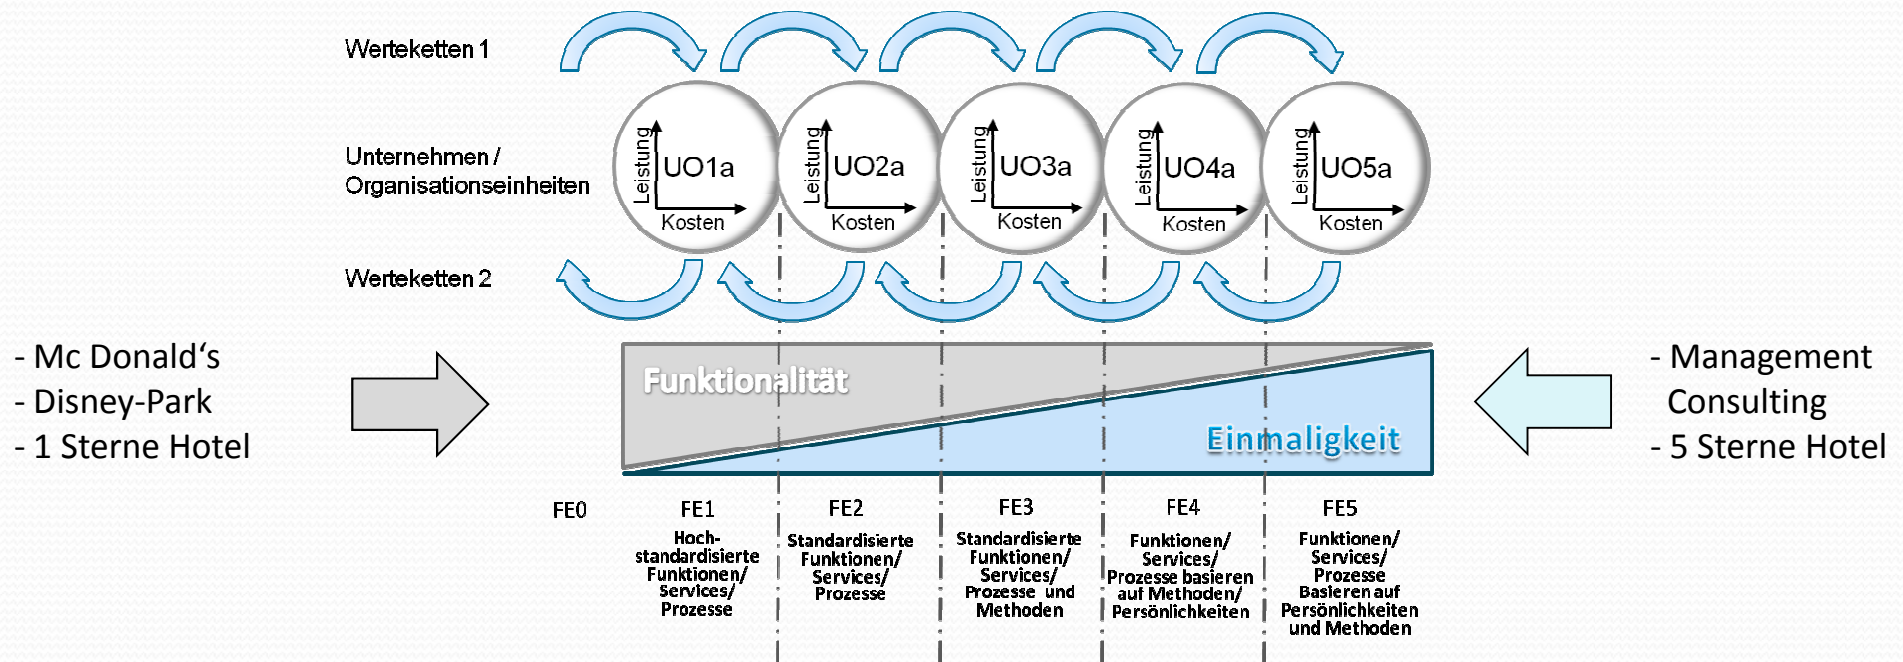 Werteketten 1
Unternehmen /
Organisationseinheiten
Leistung
UO1a
Kosten
Leistung
UO2a
Kosten
Leistung
UO3a
Kosten
Leistung
UO4a
Kosten
Leistung
UO5a
Kosten
Werteketten 2
- Mc Donald‘s
- Disney-Park
- 1 Sterne Hotel
Funktionalität
Einmaligkeit
- Management
Consulting
- 5 Sterne Hotel
FE0
FE1
Hoch-
standardisierte
Funktionen/
Services/
Prozesse
FE2
Standardisierte
Funktionen/
Services/
Prozesse
FE3
Standardisierte
Funktionen/
Services/
Prozesse und
Methoden
FE4
Funktionen/
Services/
Prozesse basieren
auf Methoden/
Persönlichkeiten
FE5
Funktionen/
Services/
Prozesse
Basieren auf
Persönlichkeiten
und Methoden